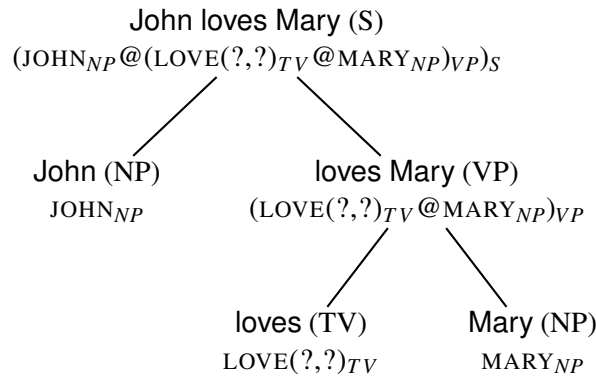 John loves Mary (S)
(JOHN_NP@(LOVE(?,?)_TV@MARY_NP)_VP)_S
John (NP)
loves Mary (VP)
JOHN_NP
(LOVE(?,?)_TV@MARY_NP)_VP
loves (TV)
Mary (NP)
LOVE(?,?)_TV
MARY_NP